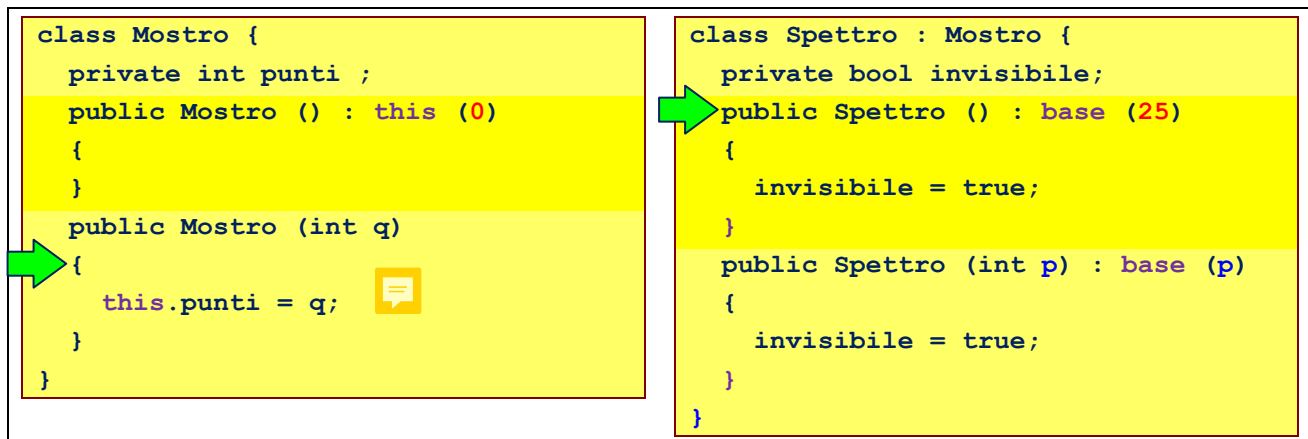 class Mostro {
private int punti ;
public Mostro () : this (0)
{
}
public Mostro (int q)
{
this.punti = q;
}
}
class Spettro : Mostro {
private bool invisibile;
public Spettro () : base (25)
{
invisibile = true;
}
public Spettro (int p) : base (p)
{
invisibile = true;
}
}